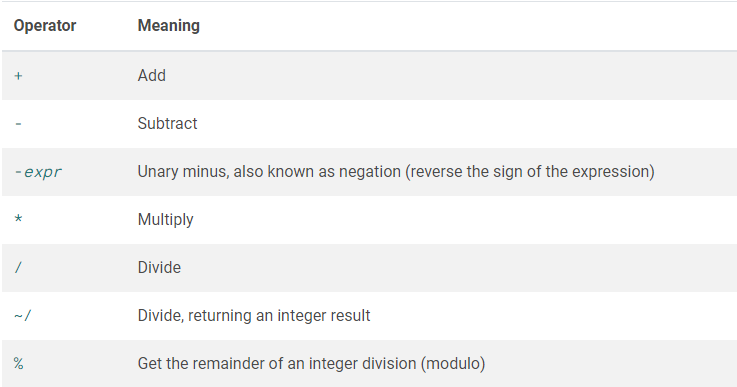 Operator Meaning
+ Add
- Subtract
-expr Unary minus, also known as negation (reverse the sign of the expression)
* Multiply
/ Divide
~/ Divide, returning an integer result
% Get the remainder of an integer division (modulo)